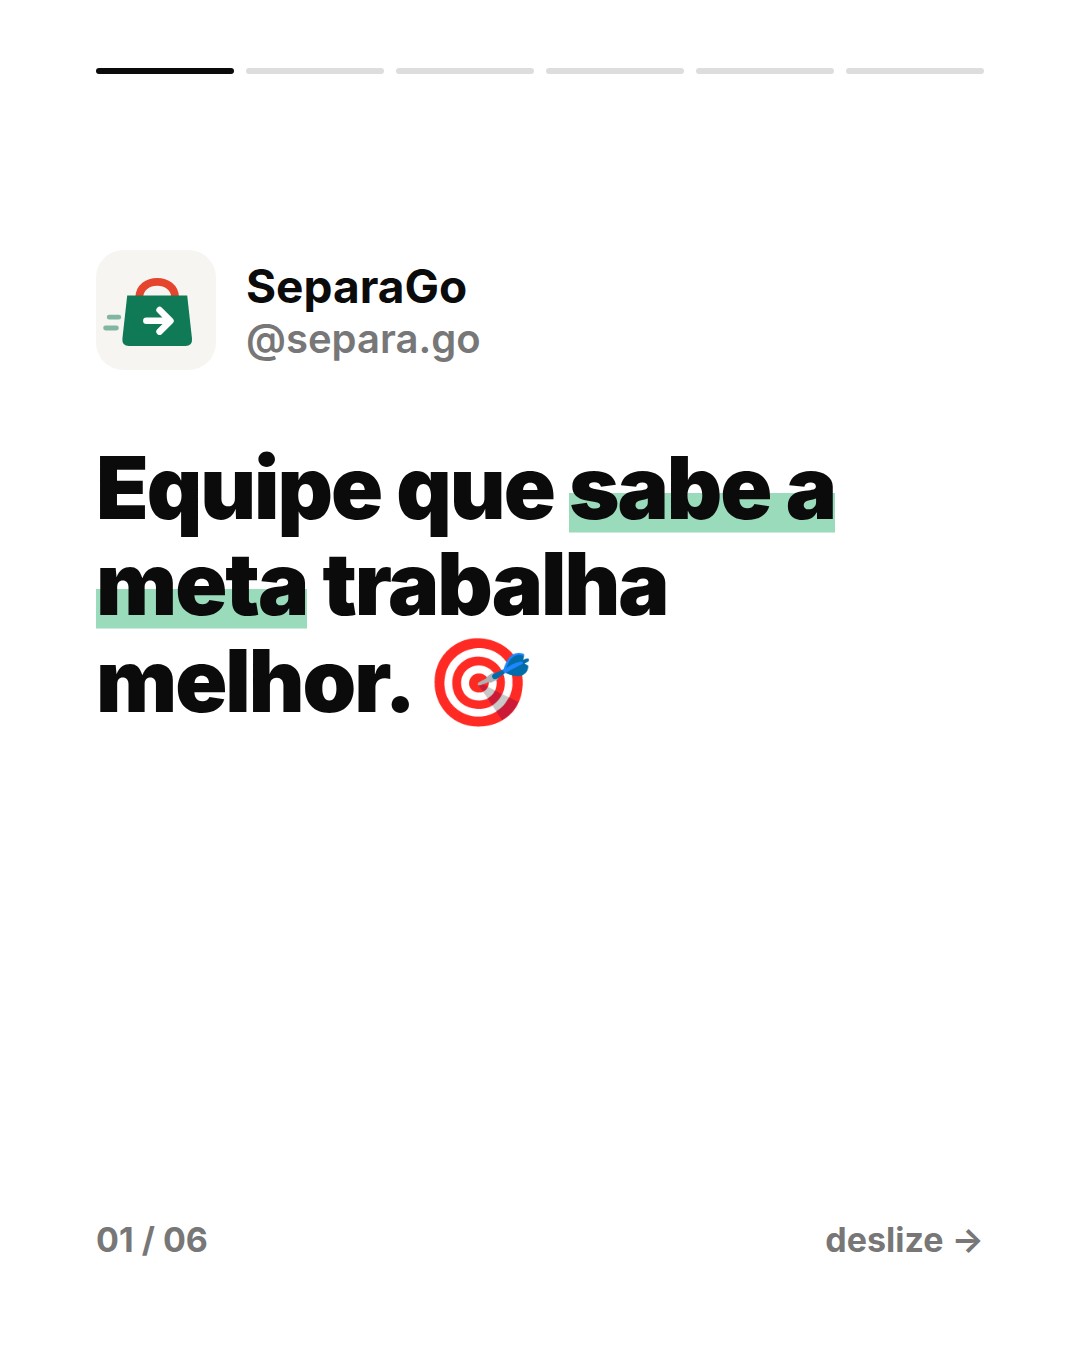 SeparaGo
@separa.go
Equipe que sabe a
meta trabalha
melhor. 🎯
01 / 06
deslize →